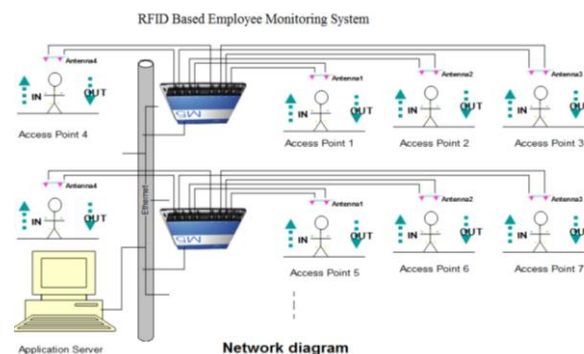 RFID Based Employee Monitoring System
Antenna4
IN
OUT
Access Point 4
M5
Antenna1
IN
OUT
Access Point 1
Antenna2
IN
OUT
Access Point 2
Antenna3
IN
OUT
Access Point 3
Ethernet
Antenna4
IN
OUT
M5
Antenna1
IN
OUT
Access Point 5
Antenna2
IN
OUT
Access Point 6
Antenna3
IN
OUT
Access Point 7
Application Server
Network diagram